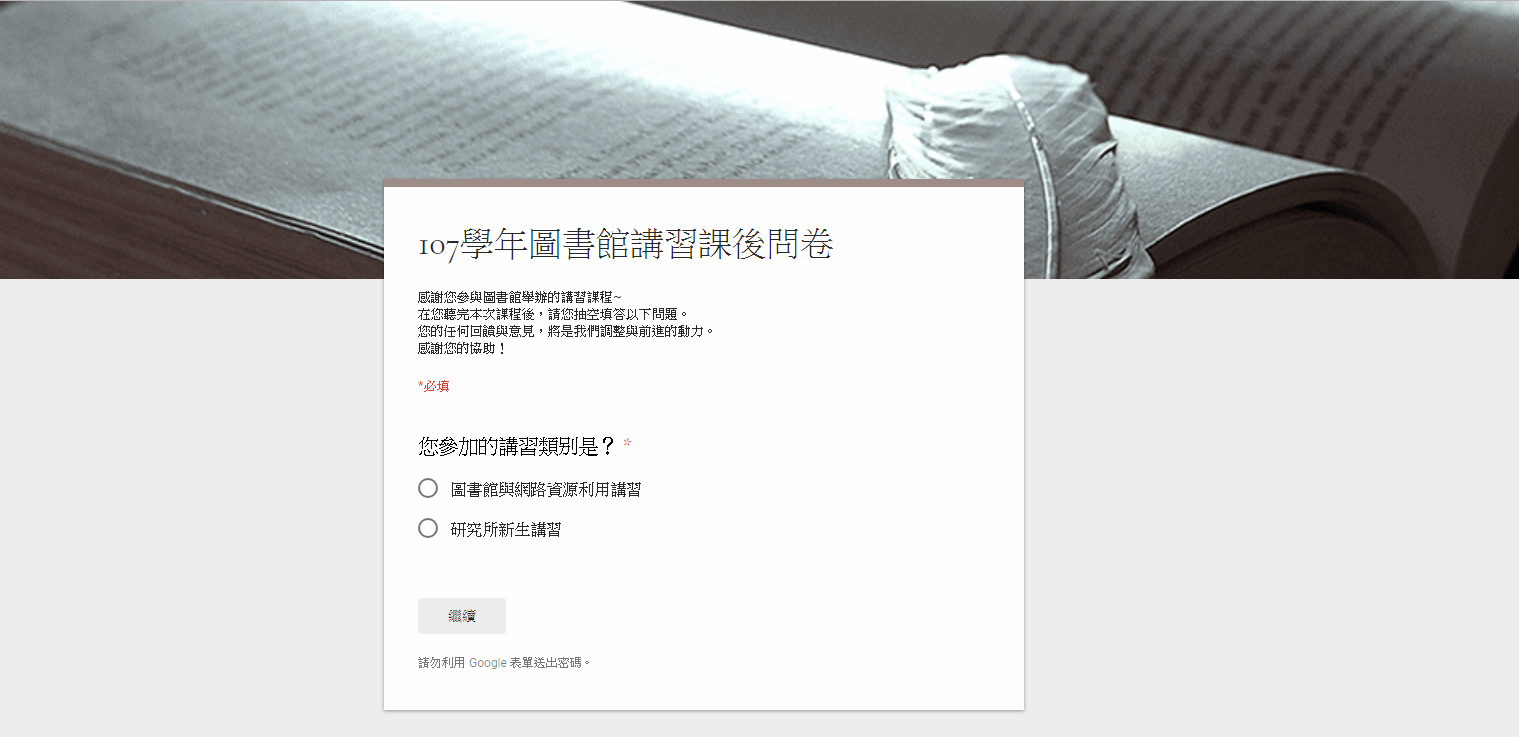 107學年圖書館講習課後問卷
感謝您參與圖書館舉辦的講習課程~
在您聽完本次課程後，請您抽空填答以下問題。
您的任何回饋與意見，將是我們調整與前進的動力。
感謝您的協助！
*必填
您參加的講習類別是？ *
圖書館與網路資源利用講習
研究所新生講習
繼續
請勿利用 Google 表單送出密碼。